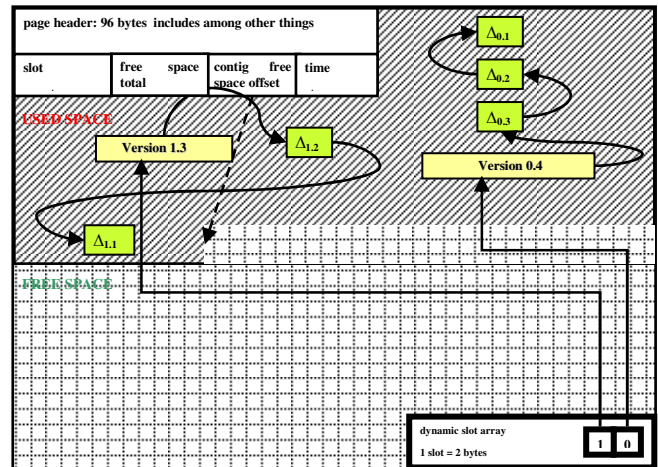 page header: 96 bytes includes among other things
slot
free space total
contig free space offset
time
Δ0.1
Δ0.2
Δ0.3
USED SPACE
Version 1.3
Δ1.2
Version 0.4
Δ1.1
FREE SPACE
dynamic slot array
1 slot = 2 bytes
1 0